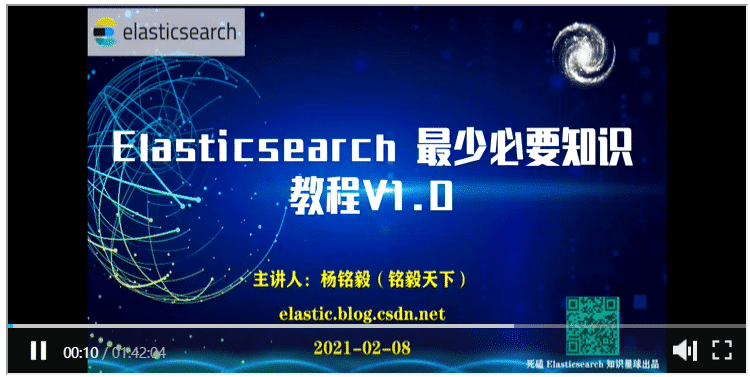 elasticsearch
Elasticsearch 最少必要知识
教程V1.0
主讲人：杨铭毅（铭毅天下）
elastic.blog.csdn.net
2021-02-08
死磕 Elasticsearch 知识星球出品
00:10 / 01:42:04